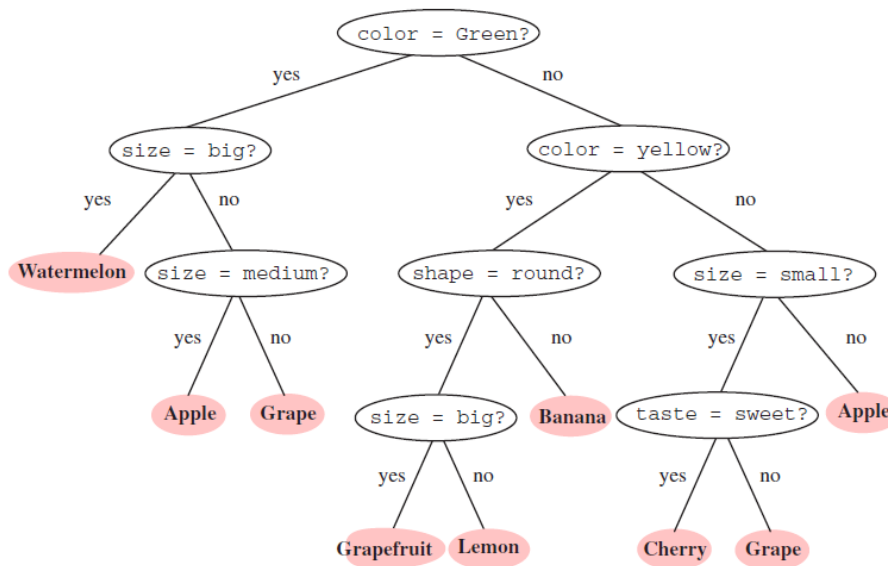 color = Green?
yes
no
size = big?
color = yellow?
yes
no
yes
no
Watermelon
size = medium?
shape = round?
size = small?
yes
no
yes
no
yes
no
Apple
Grape
size = big?
Banana
taste = sweet?
Apple
yes
no
yes
no
Grapefruit
Lemon
Cherry
Grape